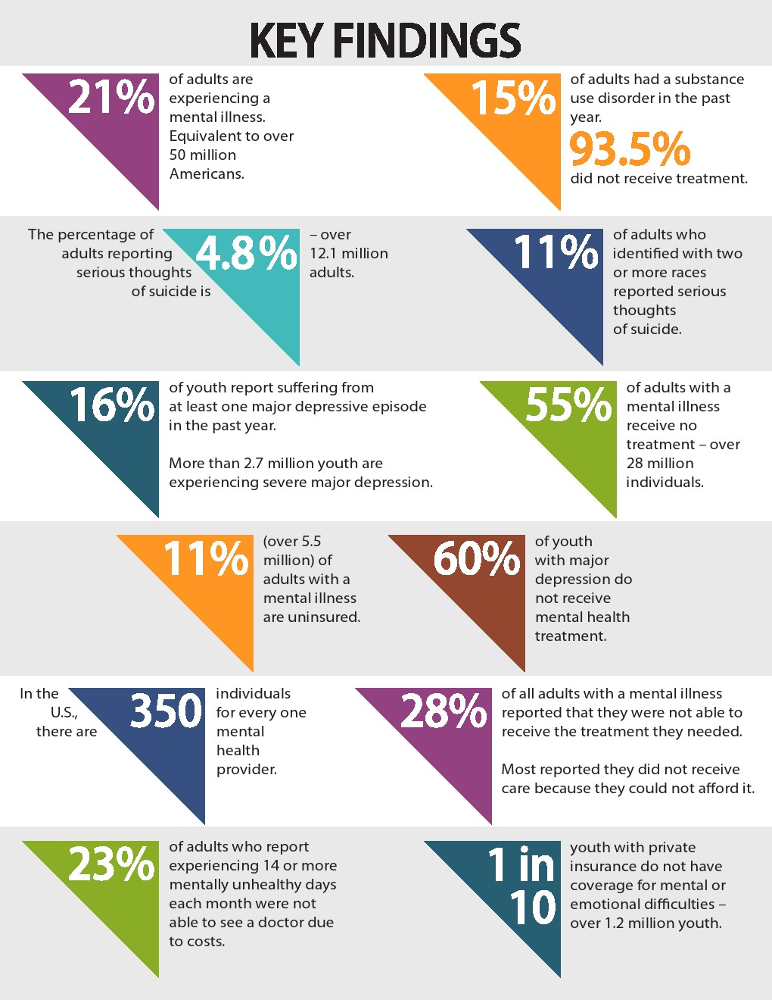 KEY FINDINGS
21%
of adults are
experiencing a
mental illness.
Equivalent to over
50 million
Americans.
15%
of adults had a substance
use disorder in the past
year.
93.5%
did not receive treatment.
The percentage of
adults reporting
serious thoughts
of suicide is
4.8%
– over
12.1 million
adults.
11%
of adults who
identified with two
or more races
reported serious
thoughts
of suicide.
16%
of youth report suffering from
at least one major depressive episode
in the past year.
More than 2.7 million youth are
experiencing severe major depression.
55%
of adults with a
mental illness
receive no
treatment – over
28 million
individuals.
11%
(over 5.5
million) of
adults with a
mental illness
are uninsured.
60%
of youth
with major
depression do
not receive
mental health
treatment.
In the
U.S.,
there are
350
individuals
for every one
mental
health
provider.
28%
of all adults with a mental illness
reported that they were not able to
receive the treatment they needed.
Most reported they did not receive
care because they could not afford it.
23%
of adults who report
experiencing 14 or more
mentally unhealthy days
each month were not
able to see a doctor due
to costs.
1 in
10
youth with private
insurance do not have
coverage for mental or
emotional difficulties –
over 1.2 million youth.